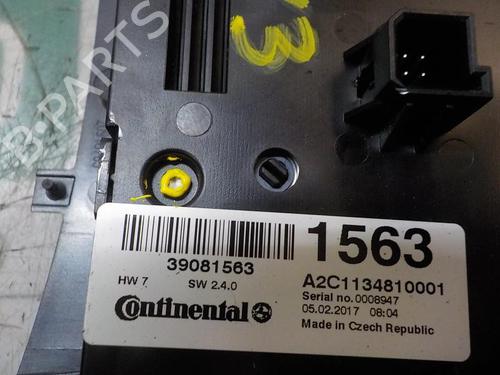 13
B-PARTS
39081563
1563
HW 7
SW 2.4.0
A2C1134810001
Serial no. 0008947
05.02.2017 08:04
Continental
Made in Czech Republic